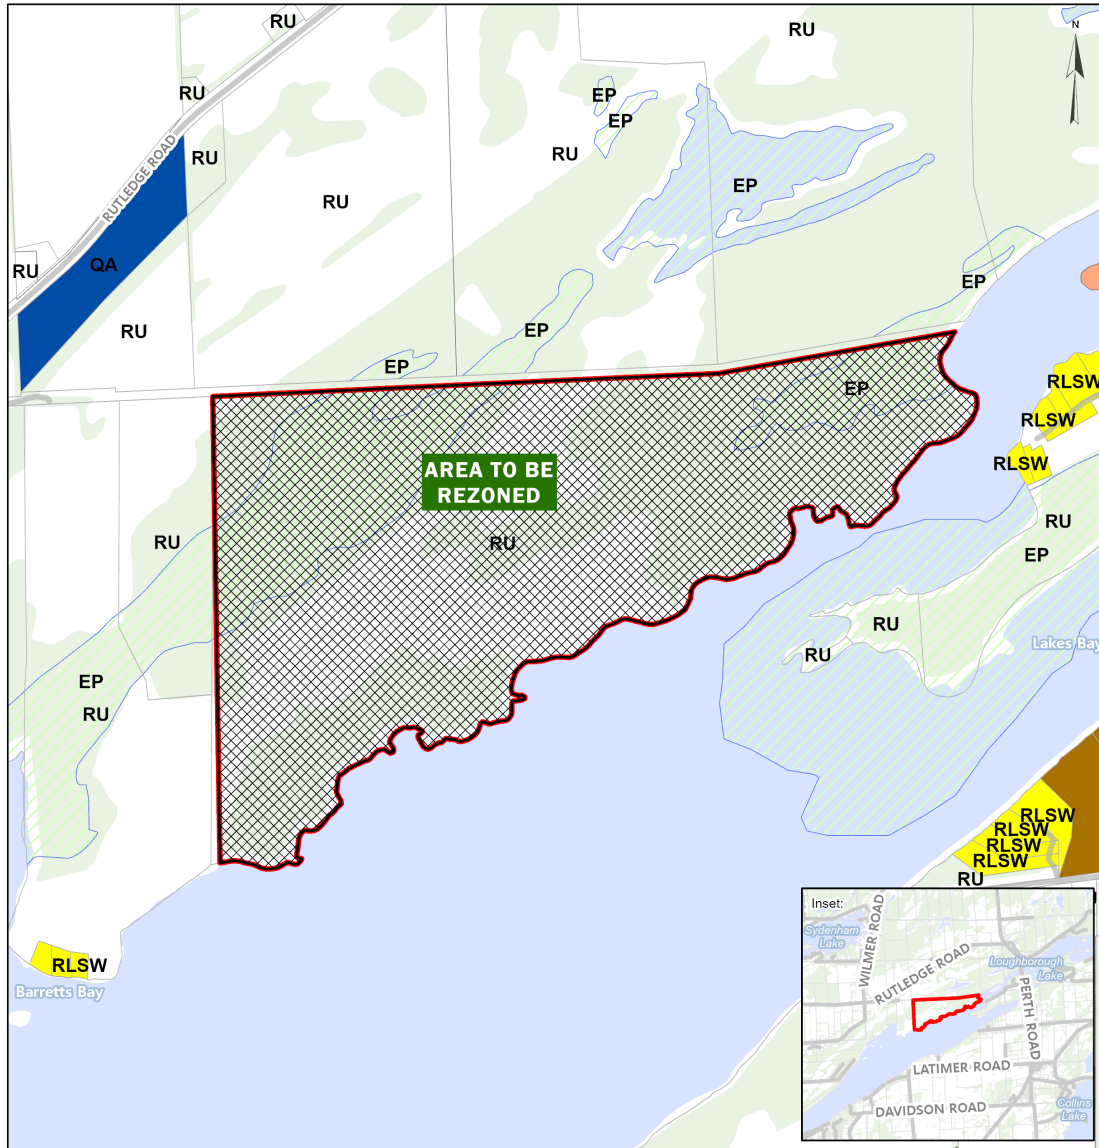 RU
RU
N
RU
EP
EP
RU
RU
RUTLEDGE ROAD
EP
RU
QA
RU
EP
RU
EP
EP
EP
RLSW
RLSW
RLSW
AREA TO BE
REZONED
RU
RU
RU
EP
RU
RU
Lakes Bay
EP
RU
RLSW
RLSW
RLSW
RLSW
RU
RLSW
Barretts Bay
Inset:
Sydenham
Lake
WILMER ROAD
RUTLEDGE ROAD
Loughborough
Lake
PERTH ROAD
LATIMER ROAD
DAVIDSON ROAD
Collins
Lake